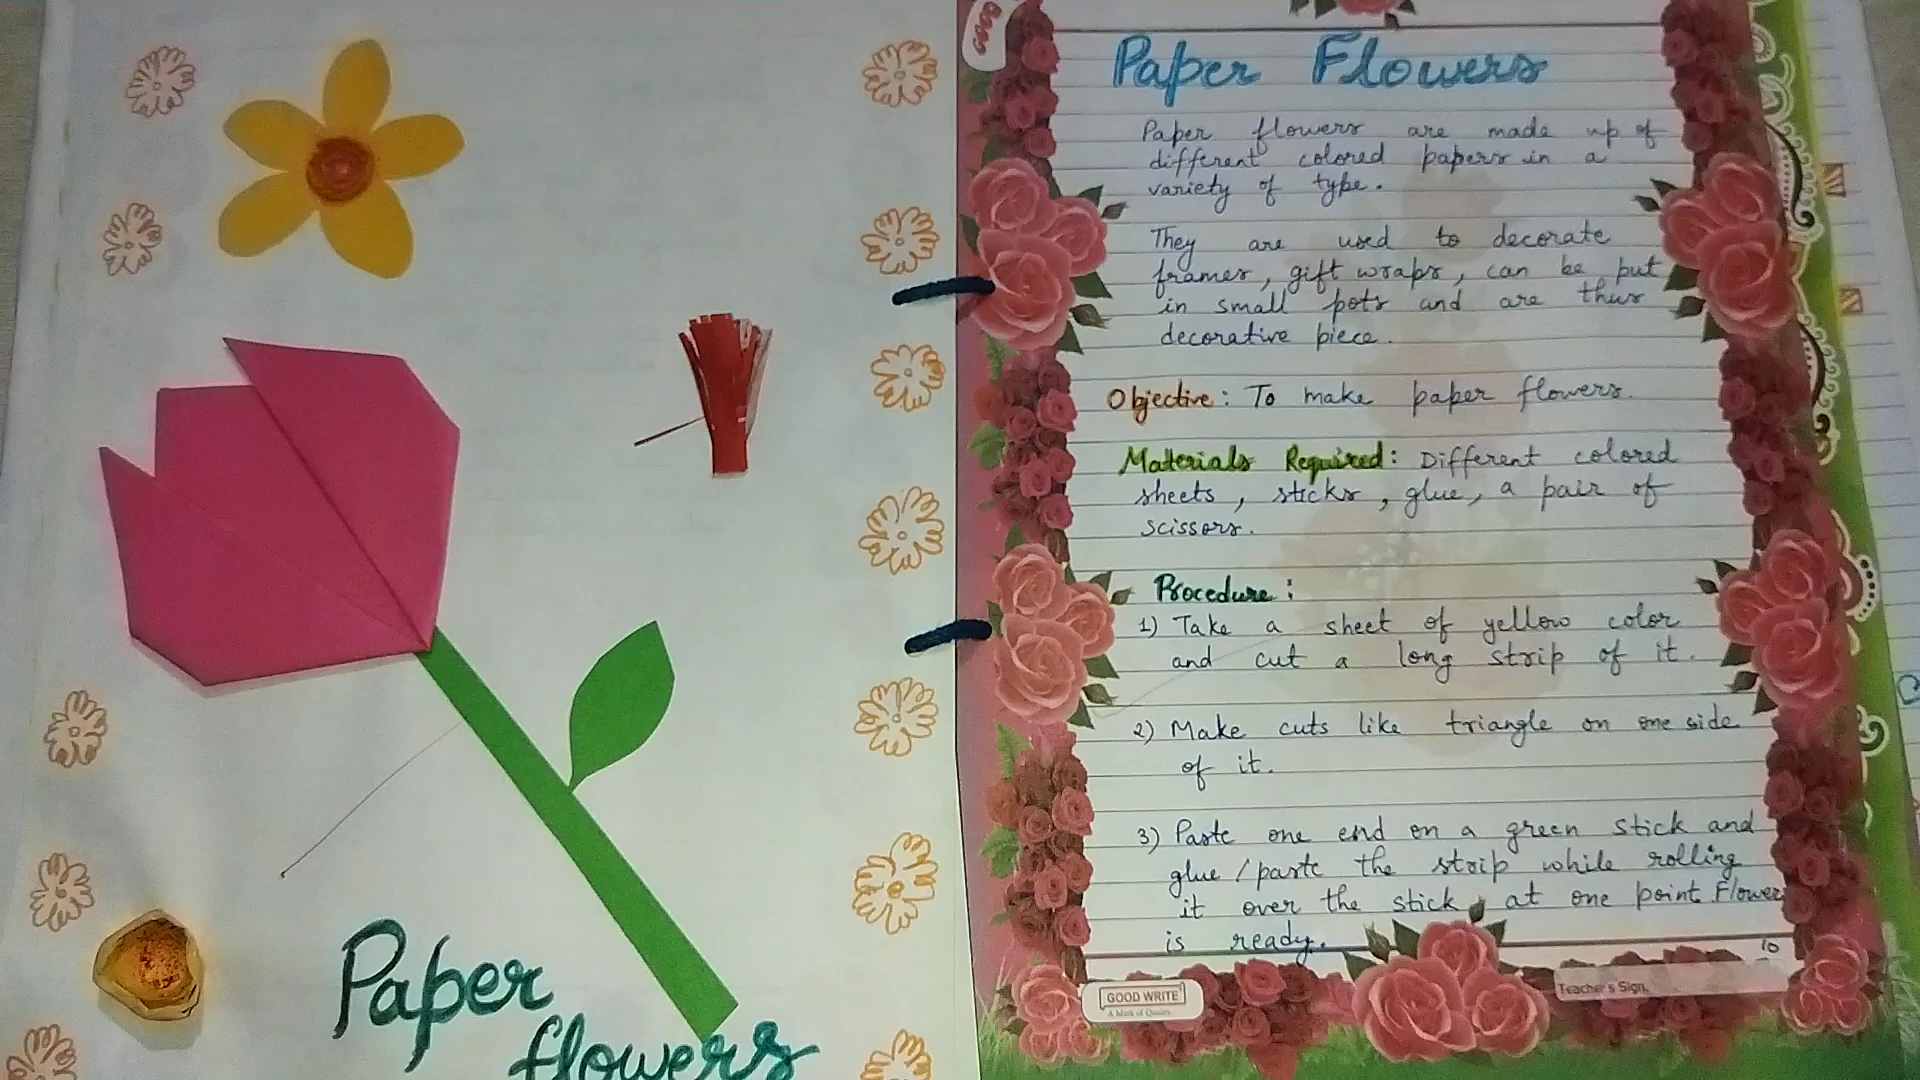 Paper
flowers
Paper Flowers
Paper flowers are made up of
different colored papers in a
variety of type.
They are used to decorate
frames, gift wraps, can be put
in small pots and are thus
decorative piece.
Objective: To make paper flowers.
Materials Required: Different colored
sheets, sticks, glue, a pair of
scissors.
Procedure:
1) Take a sheet of yellow color
and cut a long strip of it.
2) Make cuts like triangle on one side
of it.
3) Paste one end on a green stick and
glue/paste the strip while rolling
it over the stick, at one point Flower
is ready.
10
GOOD WRITE
A Mark of Quality
Teacher's Sign.